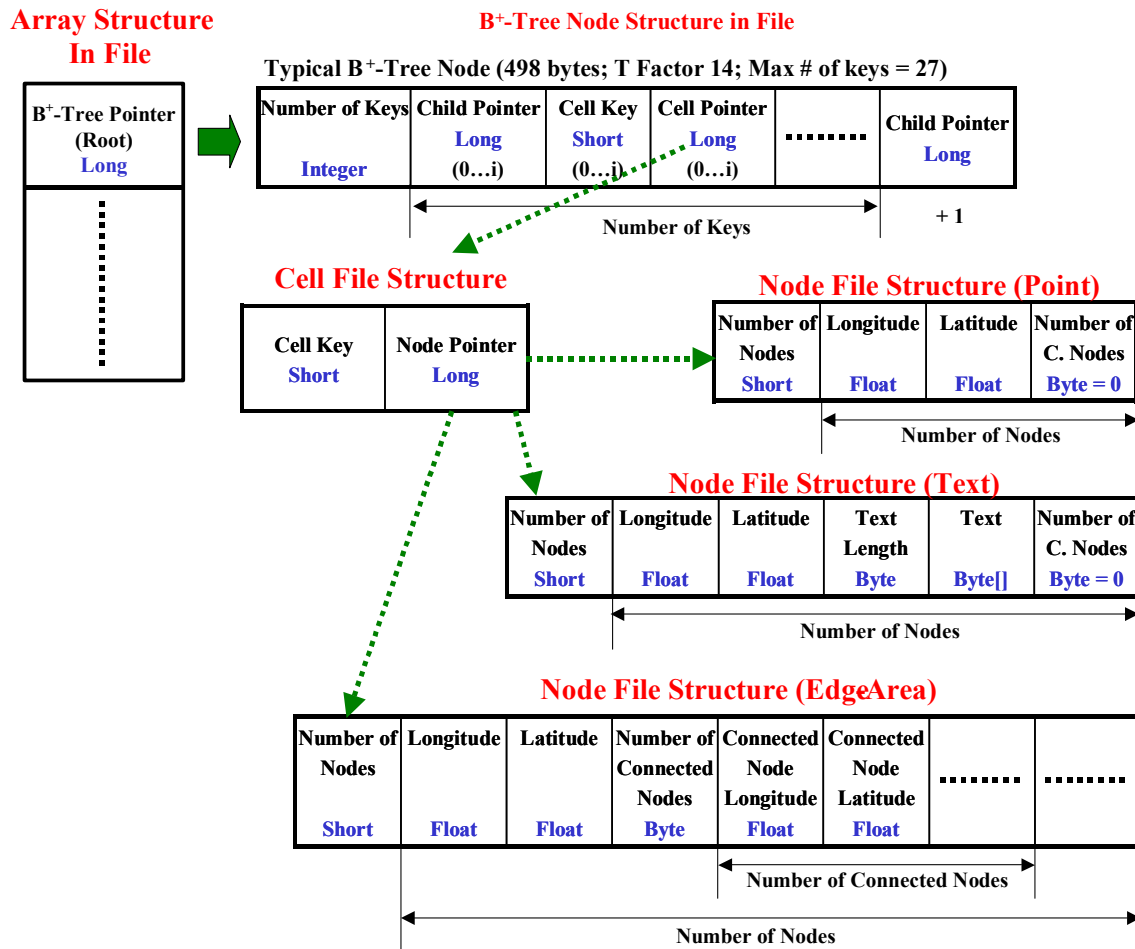 Array Structure
In File
B+-Tree Node Structure in File
Typical B+-Tree Node (498 bytes; T Factor 14; Max # of keys = 27)
B+-Tree Pointer
(Root)
Long
Number of Keys
Integer
Child Pointer
Long
(0…i)
Cell Key
Short
(0…i)
Cell Pointer
Long
(0…i)
Child Pointer
Long
Number of Keys
+ 1
Cell File Structure
Cell Key
Short
Node Pointer
Long
Node File Structure (Point)
Number of
Nodes
Short
Longitude
Float
Latitude
Float
Number of
C. Nodes
Byte = 0
Number of Nodes
Node File Structure (Text)
Number of
Nodes
Short
Longitude
Float
Latitude
Float
Text
Length
Byte
Text
Byte[]
Number of
C. Nodes
Byte = 0
Number of Nodes
Node File Structure (EdgeArea)
Number of
Nodes
Short
Longitude
Float
Latitude
Float
Number of
Connected
Nodes
Byte
Connected
Node
Longitude
Float
Connected
Node
Latitude
Float
Number of Connected Nodes
Number of Nodes